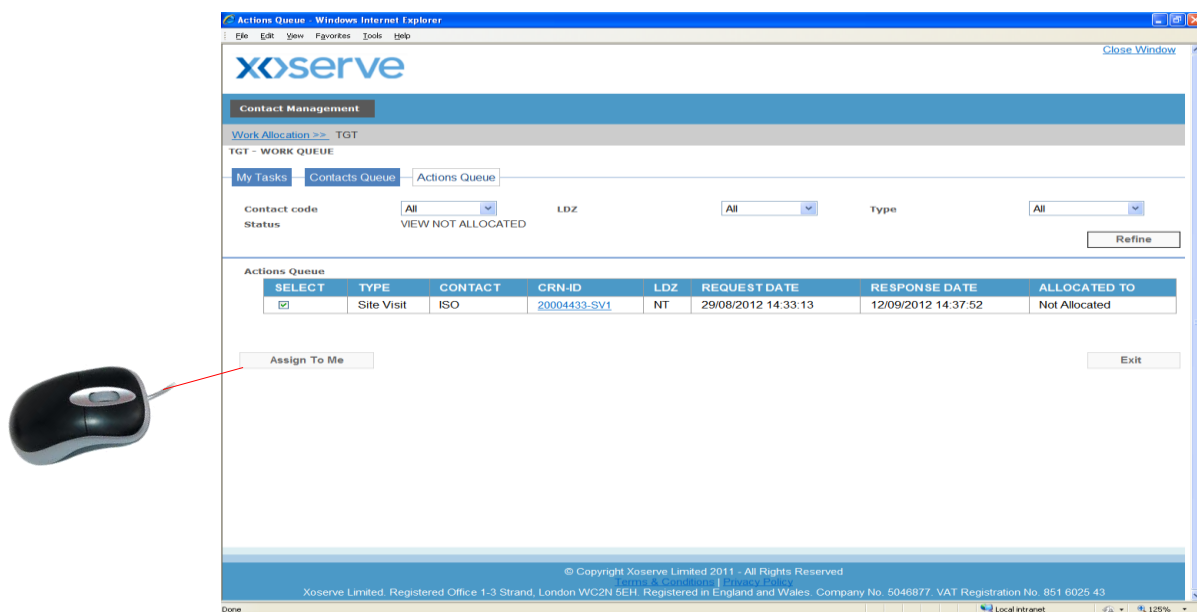 Actions Queue - Windows Internet Explorer
File Edit View Favorites Tools Help
Close Window
xoserve
Contact Management
Work Allocation >> TGT
TGT - WORK QUEUE
My Tasks Contacts Queue Actions Queue
Contact code All LDZ All Type All
Status VIEW NOT ALLOCATED
Refine
Actions Queue
SELECT TYPE CONTACT CRN-ID LDZ REQUEST DATE RESPONSE DATE ALLOCATED TO
Site Visit ISO 20004433-SV1 NT 29/08/2012 14:33:13 12/09/2012 14:37:52 Not Allocated
Assign To Me Exit
© Copyright Xoserve Limited 2011 - All Rights Reserved
Terms & Conditions | Privacy Policy
Xoserve Limited. Registered Office 1-3 Strand, London WC2N 5EH. Registered in England and Wales. Company No. 5046877. VAT Registration No. 851 6025 43
Done Local intranet 125%